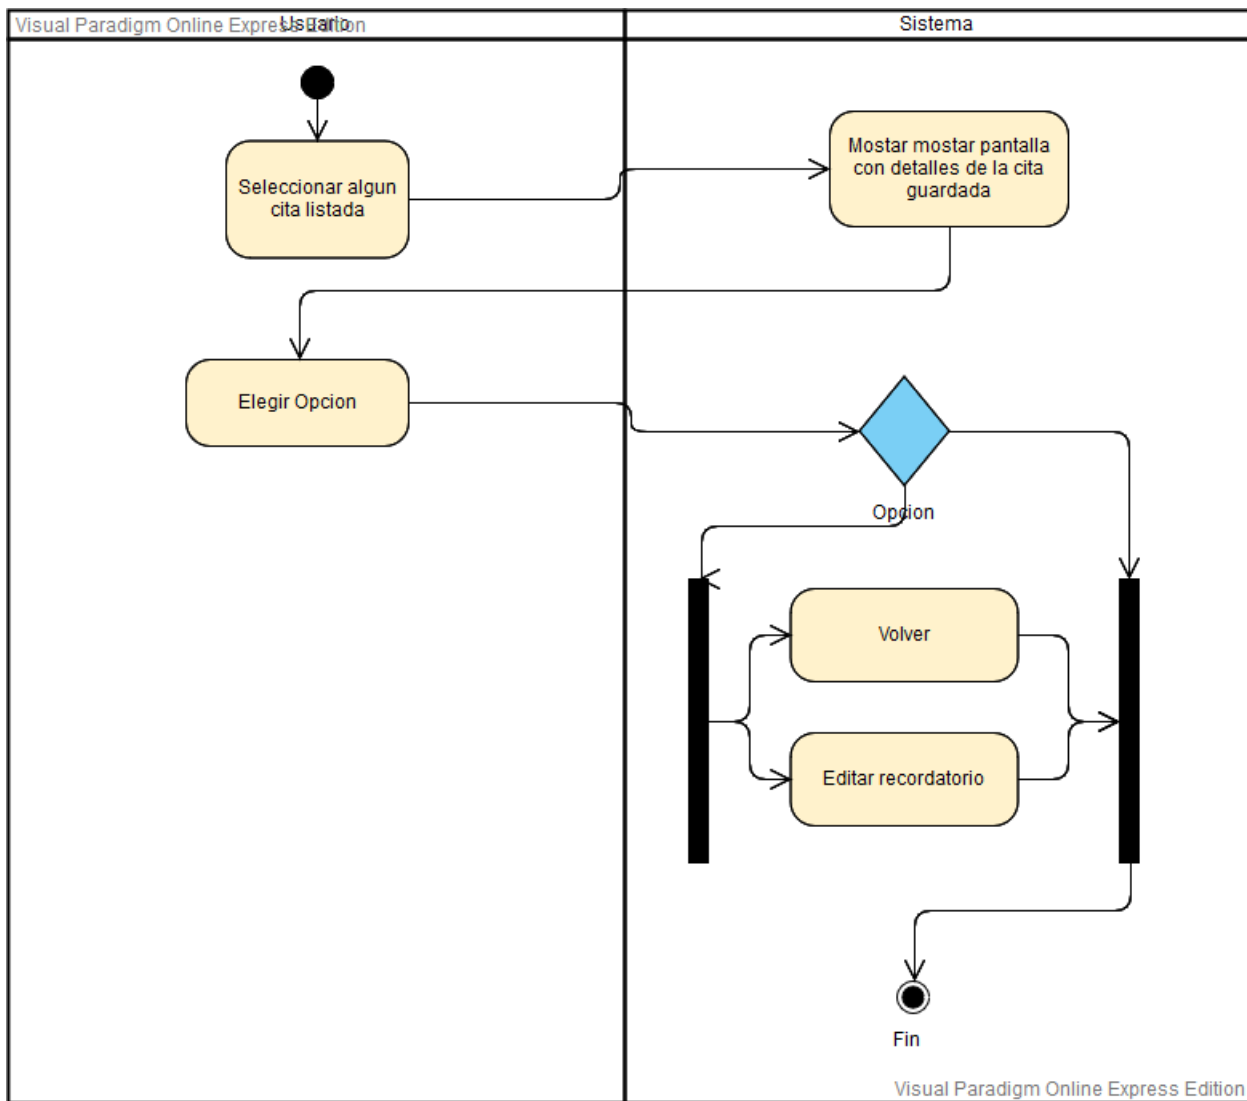 Visual Paradigm Online Express Edition
Usuario
Sistema
Seleccionar algun
cita listada
Mostar mostar pantalla
con detalles de la cita
guardada
Elegir Opcion
Opcion
Volver
Editar recordatorio
Fin
Visual Paradigm Online Express Edition